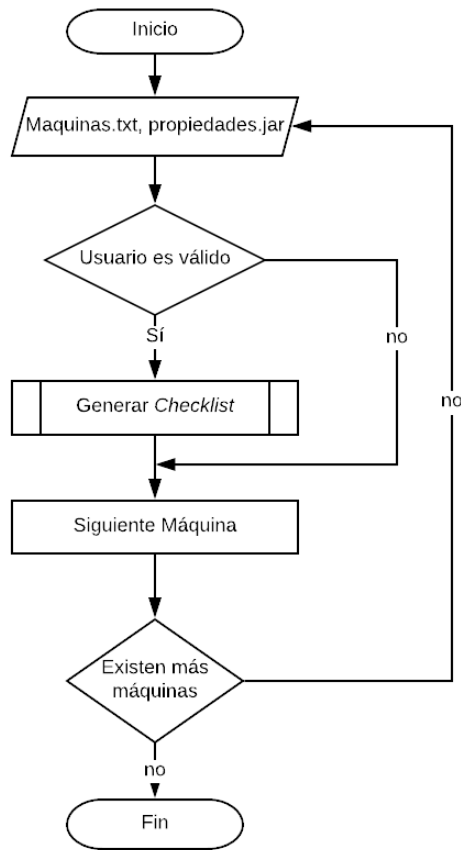 Inicio
Maquinas.txt, propiedades.jar
Usuario es válido
Sí
no
no
Generar Checklist
Siguiente Máquina
Existen más
máquinas
no
Fin